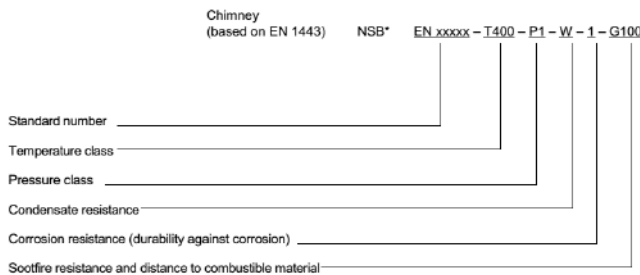 Chimney
(based on EN 1443) NSB* EN xxxxx – T400 – P1 – W – 1 – G100
Standard number
Temperature class
Pressure class
Condensate resistance
Corrosion resistance (durability against corrosion)
Sootfire resistance and distance to combustible material